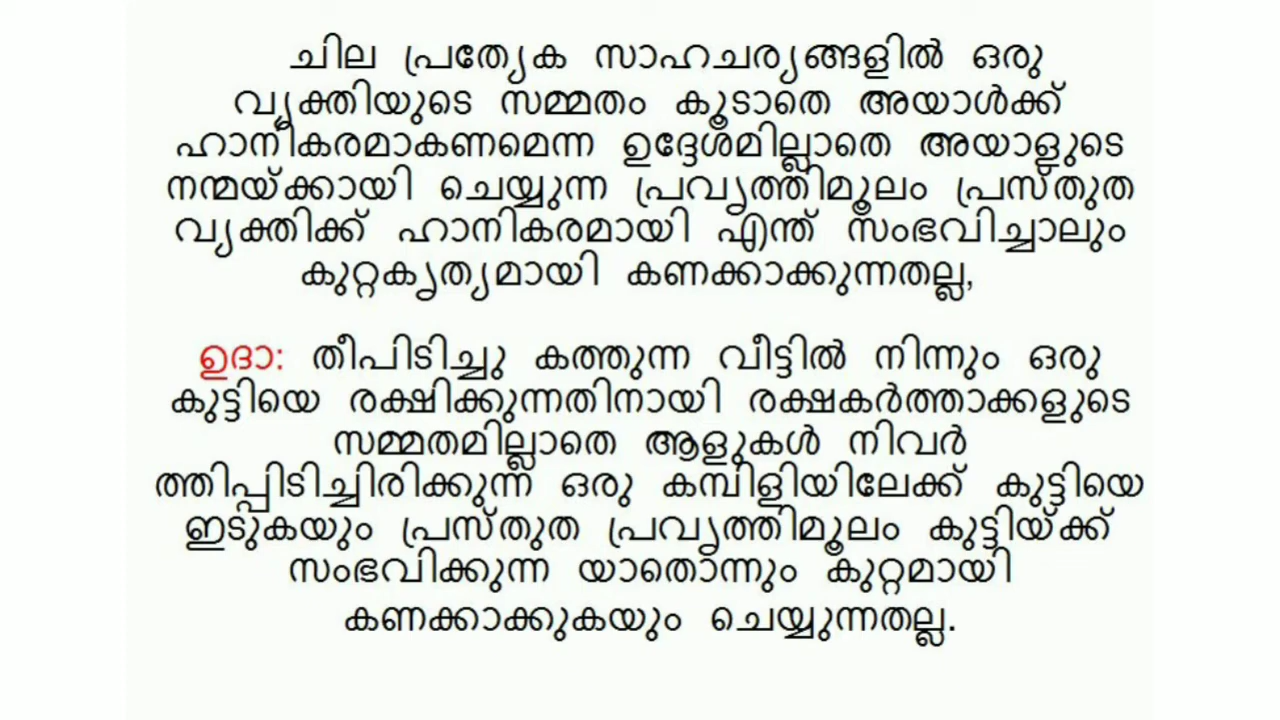 ചില പ്രത്യേക സാഹചര്യങ്ങളിൽ ഒരു
വ്യക്തിയുടെ സമ്മതം കൂടാതെ അയാൾക്ക്
ഹാനികരമാകണമെന്ന ഉദ്ദേശമില്ലാതെ അയാളുടെ
നന്മയ്ക്കായി ചെയ്യുന്ന പ്രവൃത്തിമൂലം പ്രസ്തുത
വ്യക്തിക്ക് ഹാനികരമായി എന്ത് സംഭവിച്ചാലും
കുറ്റകൃത്യമായി കണക്കാക്കുന്നതല്ല,
ഉദാ: തീപിടിച്ചു കത്തുന്ന വീട്ടിൽ നിന്നും ഒരു
കുട്ടിയെ രക്ഷിക്കുന്നതിനായി രക്ഷകർത്താക്കളുടെ
സമ്മതമില്ലാതെ ആളുകൾ നിവർ
ത്തിപ്പിടിച്ചിരിക്കുന്ന ഒരു കമ്പിളിയിലേക്ക് കുട്ടിയെ
ഇടുകയും പ്രസ്തുത പ്രവൃത്തിമൂലം കുട്ടിയ്ക്ക്
സംഭവിക്കുന്ന യാതൊന്നും കുറ്റമായി
കണക്കാക്കുകയും ചെയ്യുന്നതല്ല.